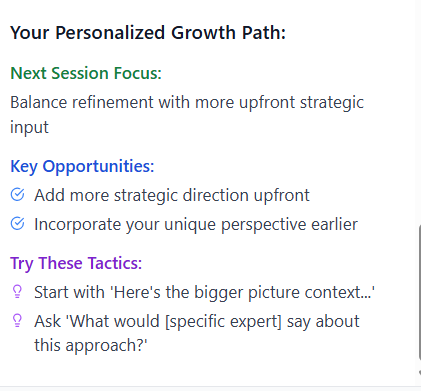 Your Personalized Growth Path:
Next Session Focus:
Balance refinement with more upfront strategic
input
Key Opportunities:
Add more strategic direction upfront
Incorporate your unique perspective earlier
Try These Tactics:
Start with 'Here's the bigger picture context...'
Ask 'What would [specific expert] say about
this approach?'